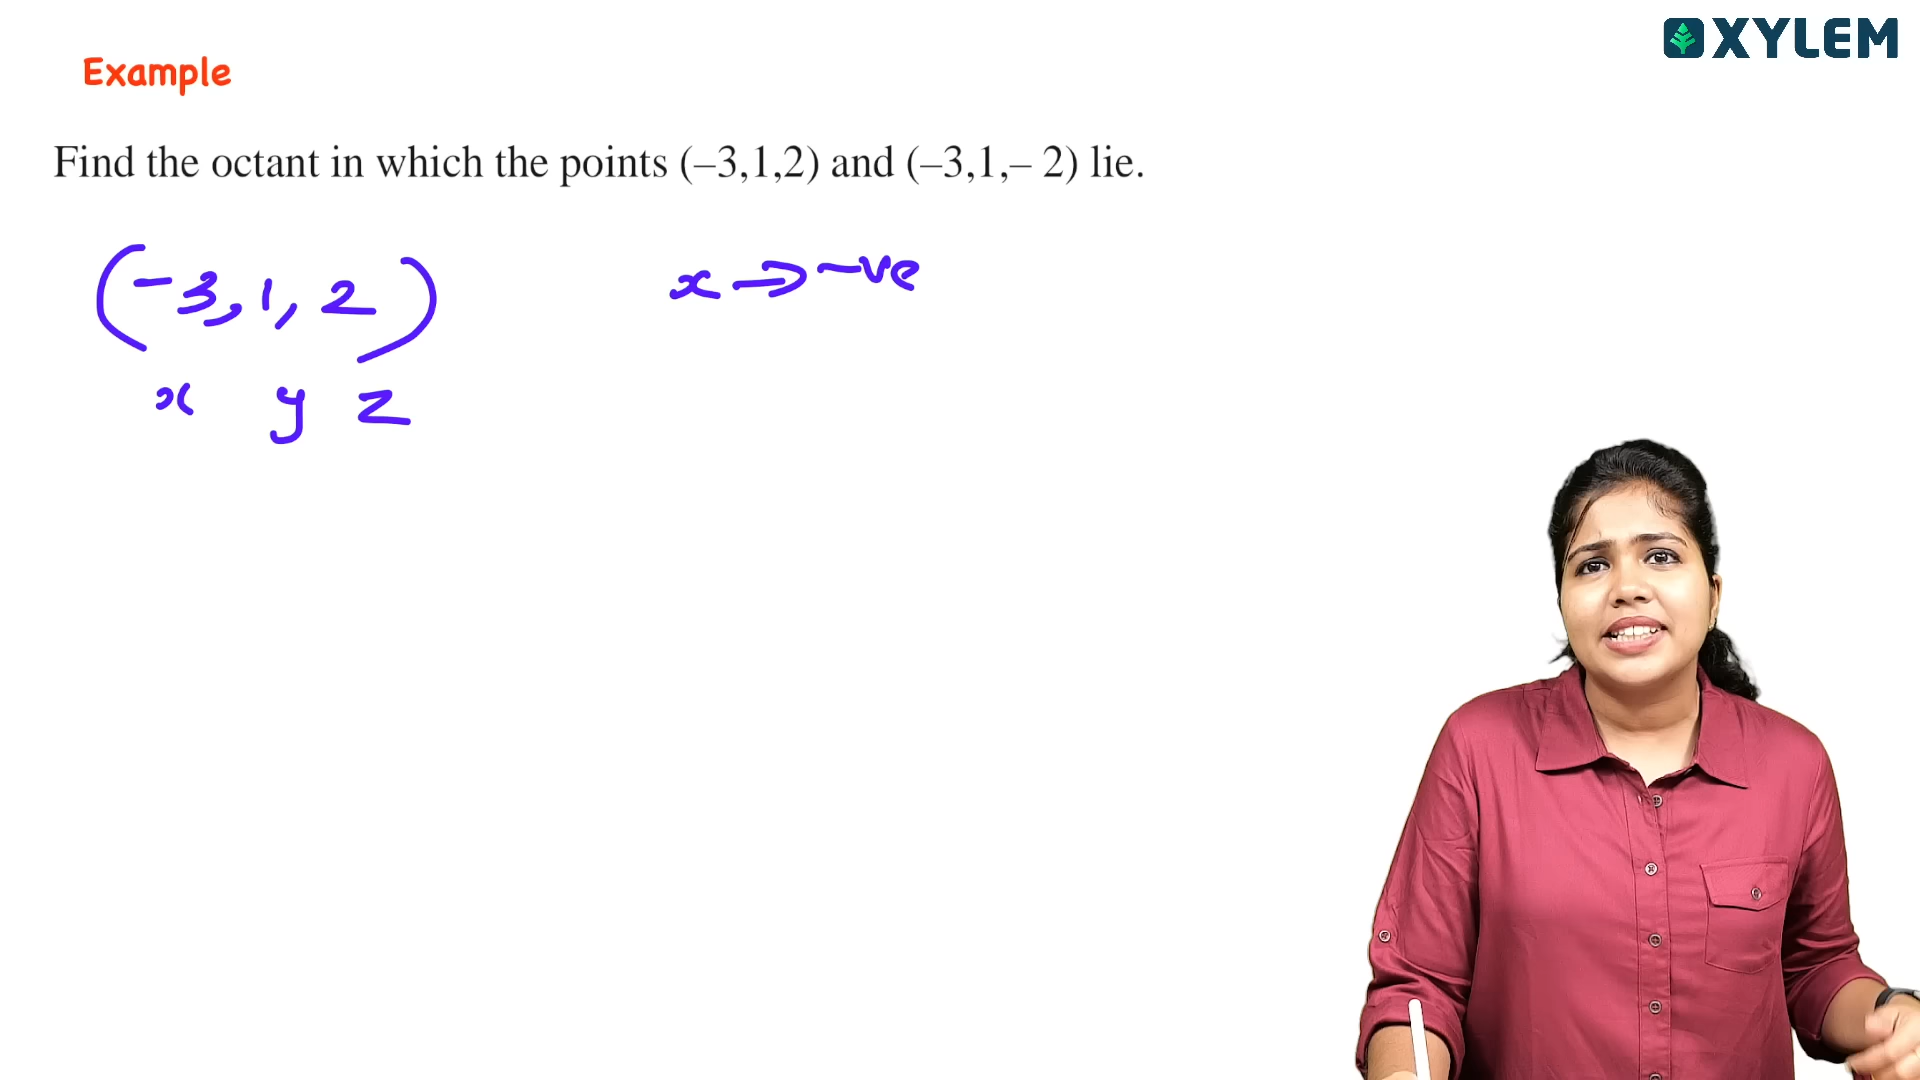 XYLEM
Example
Find the octant in which the points (–3,1,2) and (–3,1,– 2) lie.
(-3,1,2)
x → -ve
x y z